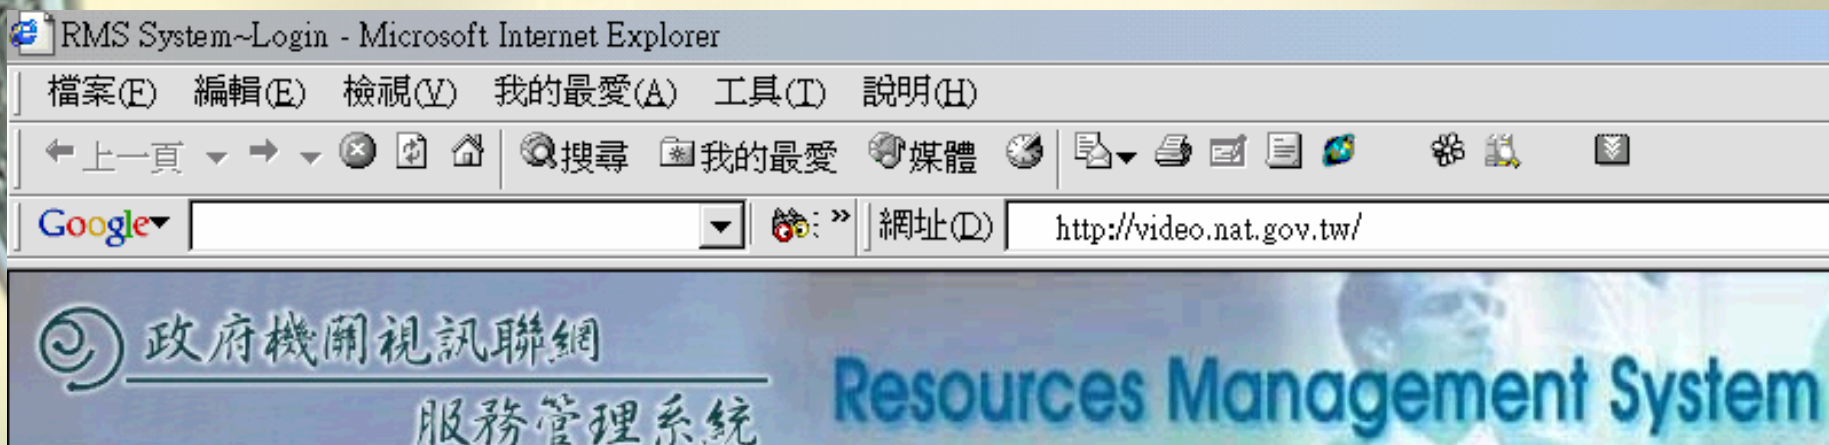 RMS System~Login - Microsoft Internet Explorer
檔案(F) 編輯(E) 檢視(V) 我的最愛(A) 工具(T) 說明(H)
上一頁 搜尋 我的最愛 媒體
Google » 網址(D) http://video.nat.gov.tw/
政府機關視訊聯網
服務管理系統
Resources Management System